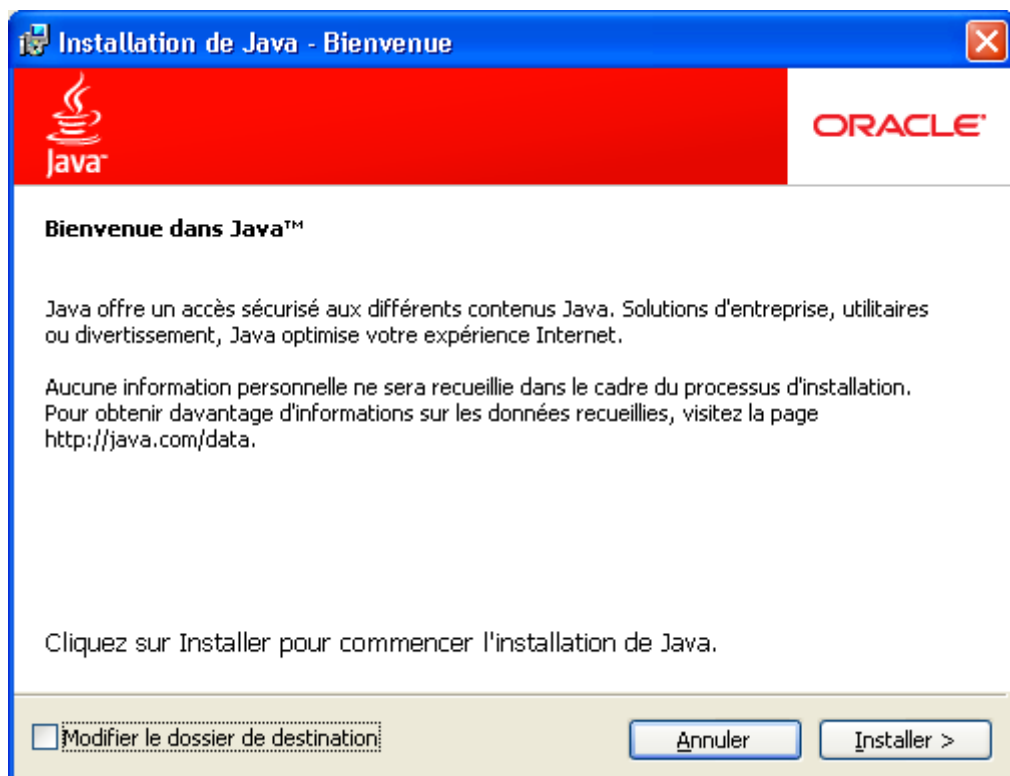 Installation de Java - Bienvenue
Java™
ORACLE®
Bienvenue dans Java™
Java offre un accès sécurisé aux différents contenus Java. Solutions d'entreprise, utilitaires
ou divertissement, Java optimise votre expérience Internet.
Aucune information personnelle ne sera recueillie dans le cadre du processus d'installation.
Pour obtenir davantage d'informations sur les données recueillies, visitez la page
http://java.com/data.
Cliquez sur Installer pour commencer l'installation de Java.
Modifier le dossier de destination
Annuler
Installer >